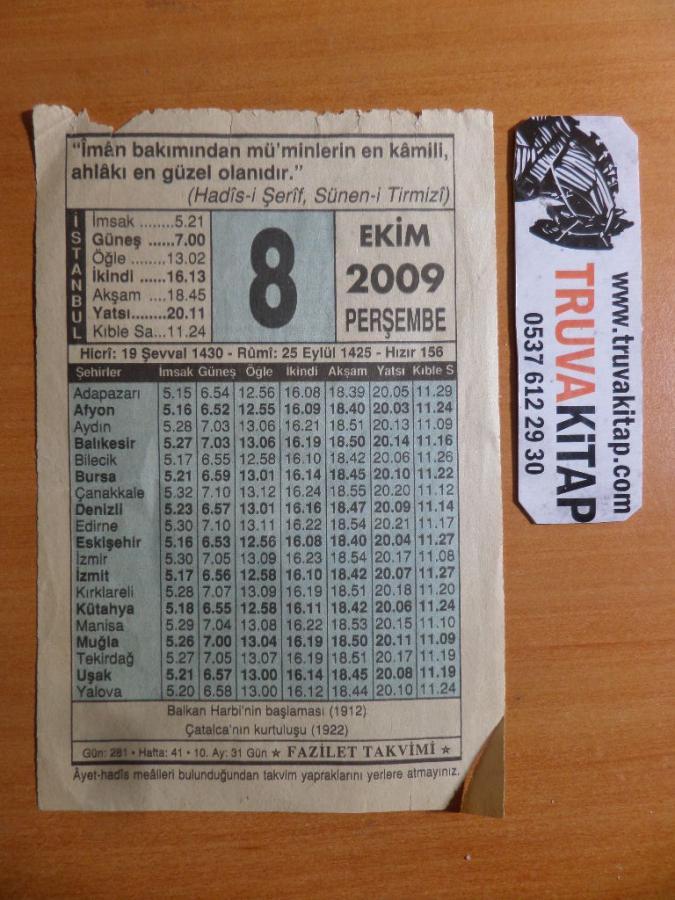 “Îmân bakımından mü'minlerin en kâmili,
ahlâkı en güzel olanıdır.”
(Hadîs-i Şerîf, Sünen-i Tirmizî)
İSTANBUL
İmsak ........5.21
Güneş ......7.00
Öğle ........13.02
İkindi ......16.13
Akşam ....18.45
Yatsı.......20.11
Kıble Sa...11.24
8
EKİM
2009
PERŞEMBE
Hicrî: 19 Şevval 1430 - Rûmî: 25 Eylül 1425 - Hızır 156
Şehirler İmsak Güneş Öğle İkindi Akşam Yatsı Kıble S
Adapazarı 5.15 6.54 12.56 16.08 18.39 20.05 11.29
Afyon 5.16 6.52 12.55 16.09 18.40 20.03 11.24
Aydın 5.28 7.03 13.06 16.21 18.51 20.13 11.09
Balıkesir 5.27 7.03 13.06 16.19 18.50 20.14 11.16
Bilecik 5.17 6.55 12.58 16.10 18.42 20.06 11.26
Bursa 5.21 6.59 13.01 16.14 18.45 20.10 11.22
Çanakkale 5.32 7.10 13.12 16.24 18.55 20.20 11.12
Denizli 5.23 6.57 13.01 16.16 18.47 20.09 11.14
Edirne 5.30 7.10 13.11 16.22 18.54 20.21 11.17
Eskişehir 5.16 6.53 12.56 16.08 18.40 20.04 11.27
İzmir 5.30 7.05 13.09 16.23 18.54 20.17 11.08
İzmit 5.17 6.56 12.58 16.10 18.42 20.07 11.27
Kırklareli 5.28 7.07 13.09 16.19 18.51 20.18 11.20
Kütahya 5.18 6.55 12.58 16.11 18.42 20.06 11.24
Manisa 5.29 7.04 13.08 16.22 18.53 20.15 11.10
Muğla 5.26 7.00 13.04 16.19 18.50 20.11 11.09
Tekirdağ 5.27 7.05 13.07 16.19 18.51 20.17 11.19
Uşak 5.21 6.57 13.00 16.14 18.45 20.08 11.19
Yalova 5.20 6.58 13.00 16.12 18.44 20.10 11.24
Balkan Harbi'nin başlaması (1912)
Çatalca'nın kurtuluşu (1922)
Gün: 281 • Hafta: 41 • 10. Ay: 31 Gün ★ FAZİLET TAKVİMİ ★
Âyet-hadîs meâlleri bulunduğundan takvim yapraklarını yerlere atmayınız.
www.truvakitap.com
TRUVAKİTAP
0537 612 29 30